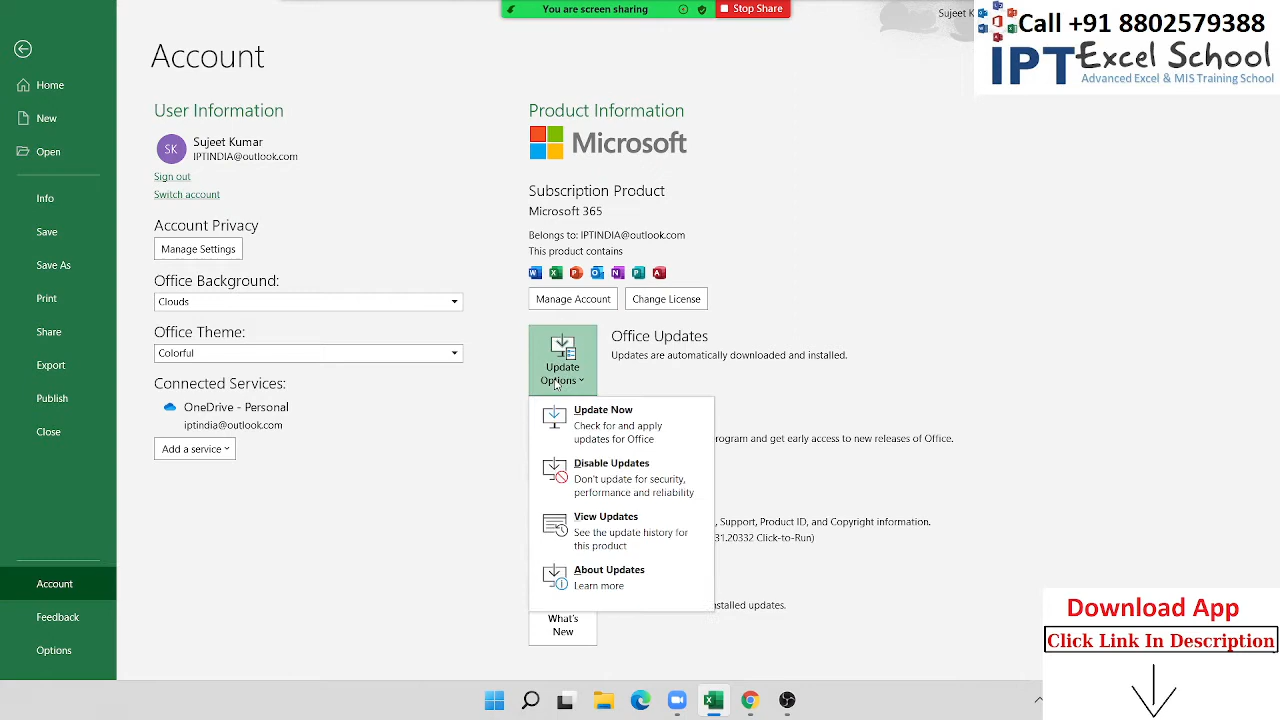 You are screen sharing
Stop Share
Sujeet K
Call +91 8802579388
IPT Excel School
Advanced Excel & MIS Training School
Account
Home
New
Open
Info
Save
Save As
Print
Share
Export
Publish
Close
Account
Feedback
Options
User Information
SK
Sujeet Kumar
IPTINDIA@outlook.com
Sign out
Switch account
Account Privacy
Manage Settings
Office Background:
Clouds
Office Theme:
Colorful
Connected Services:
OneDrive - Personal
iptindia@outlook.com
Add a service
Product Information
Microsoft
Subscription Product
Microsoft 365
Belongs to: IPTINDIA@outlook.com
This product contains
Manage Account
Change License
Update
Options
Office Updates
Updates are automatically downloaded and installed.
Update Now
Check for and apply
updates for Office
rogram and get early access to new releases of Office.
Disable Updates
Don't update for security,
performance and reliability
View Updates
See the update history for
this product
, Support, Product ID, and Copyright information.
31.20332 Click-to-Run)
About Updates
Learn more
nstalled updates.
What's
New
Download App
Click Link In Description